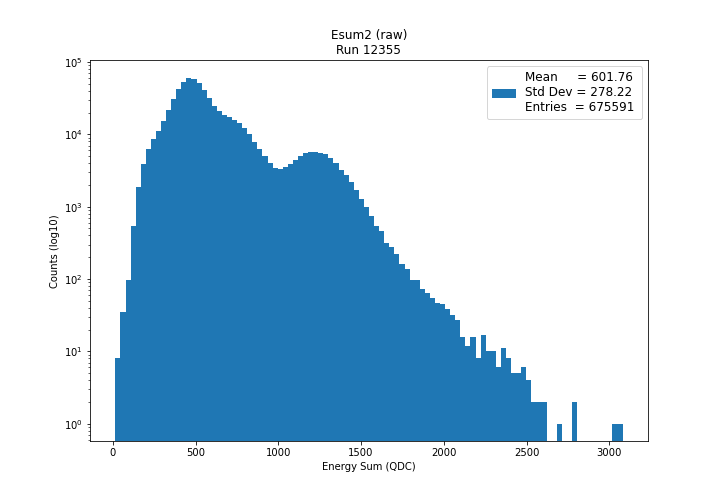 Esum2 (raw)
Run 12355
10^5
10^4
10^3
10^2
10^1
10^0
Counts (log10)
Mean = 601.76
Std Dev = 278.22
Entries = 675591
0 500 1000 1500 2000 2500 3000
Energy Sum (QDC)